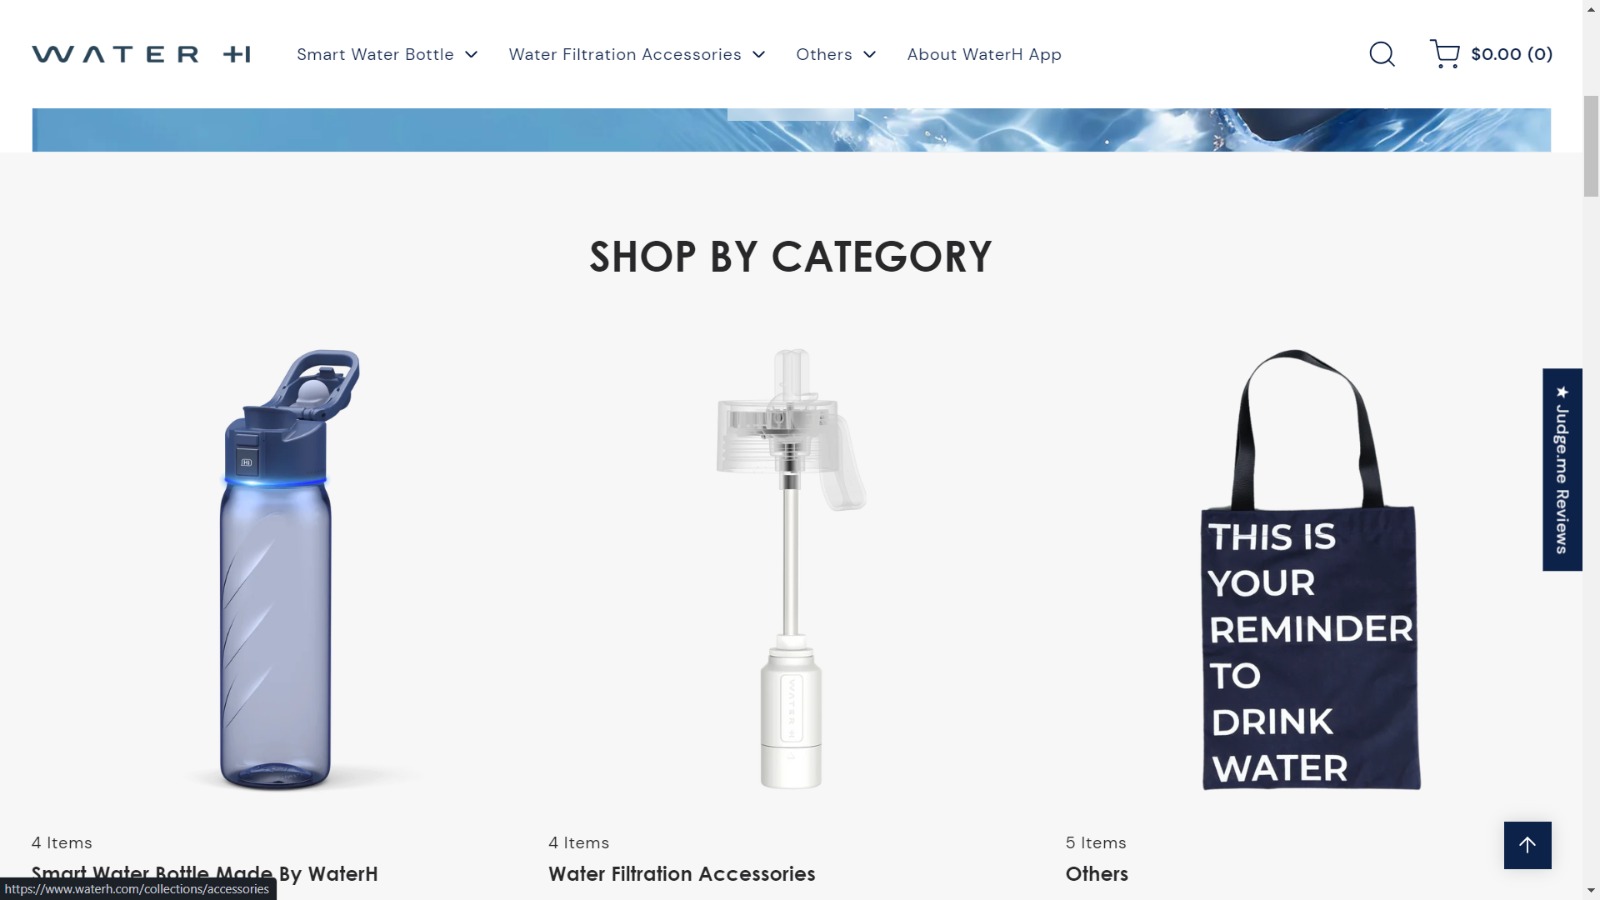 WATER H
Smart Water Bottle
Water Filtration Accessories
Others
About WaterH App
$0.00 (0)
SHOP BY CATEGORY
THIS IS
YOUR
REMINDER
TO
DRINK
WATER
WATER H
★ Judge.me Reviews
4 Items
Smart Water Bottle Made By WaterH
4 Items
Water Filtration Accessories
5 Items
Others
https://www.waterh.com/collections/accessories